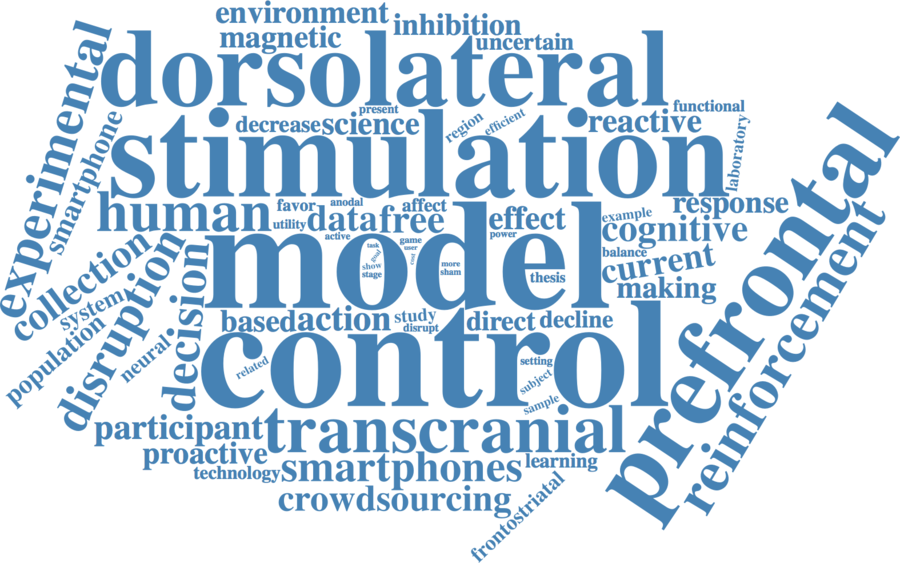 environment
magnetic
inhibition
uncertain
dorsolateral
experimental
smartphone
present
functional
decrease
science
region
efficient
reactive
laboratory
stimulation
prefrontal
human
favor
anodal
affect
utility
data
free
effect
example
response
cognitive
active
power
balance
current
making
model
task
game
user
goal
cost
show
stage
more
sham
thesis
collection
system
population
disruption
neural
decision
reinforcement
based
action
study
disrupt
direct
decline
control
related
setting
subject
sample
participant
transcranial
proactive
technology
smartphones
learning
crowdsourcing
frontostriatal